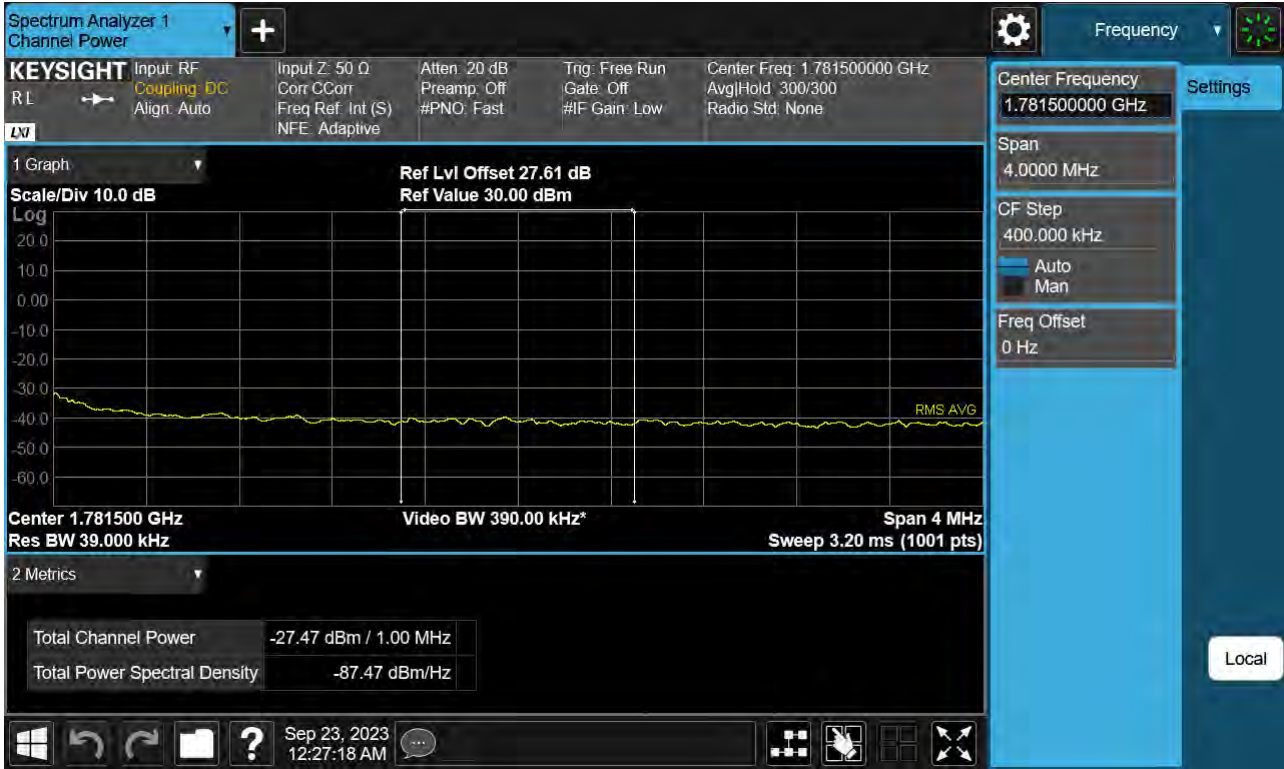 Spectrum Analyzer 1
Channel Power
+
Frequency
KEYSIGHT
RL
LXI
Input: RF
Coupling: DC
Align: Auto
Input Z: 50 Ω
Corr CCorr
Freq Ref: Int (S)
NFE: Adaptive
Atten: 20 dB
Preamp: Off
#PNO: Fast
Trig: Free Run
Gate: Off
#IF Gain: Low
Center Freq: 1.781500000 GHz
Avg|Hold: 300/300
Radio Std: None
Center Frequency
1.781500000 GHz
Settings
Span
4.0000 MHz
CF Step
400.000 kHz
Auto
Man
Freq Offset
0 Hz
1 Graph
Ref Lvl Offset 27.61 dB
Scale/Div 10.0 dB
Ref Value 30.00 dBm
Log
20.0
10.0
0.00
-10.0
-20.0
-30.0
RMS AVG
-40.0
-50.0
-60.0
Center 1.781500 GHz
Video BW 390.00 kHz*
Span 4 MHz
Res BW 39.000 kHz
Sweep 3.20 ms (1001 pts)
2 Metrics
Total Channel Power -27.47 dBm / 1.00 MHz
Total Power Spectral Density -87.47 dBm/Hz
Local
?
Sep 23, 2023
12:27:18 AM